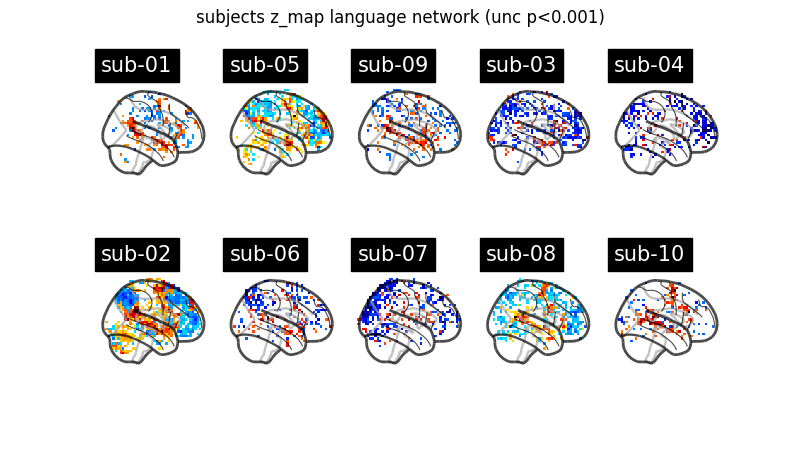 subjects z_map language network (unc p<0.001)
sub-01
sub-05
sub-09
sub-03
sub-04
sub-02
sub-06
sub-07
sub-08
sub-10